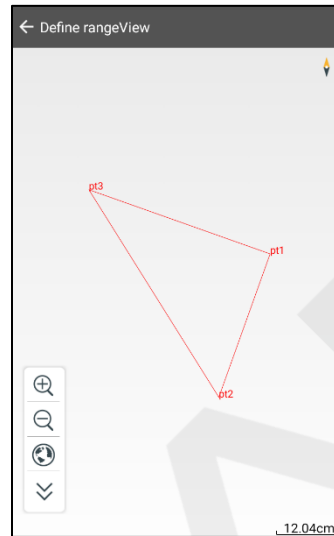 Define rangeView
pt3
pt1
pt2
12.04cm